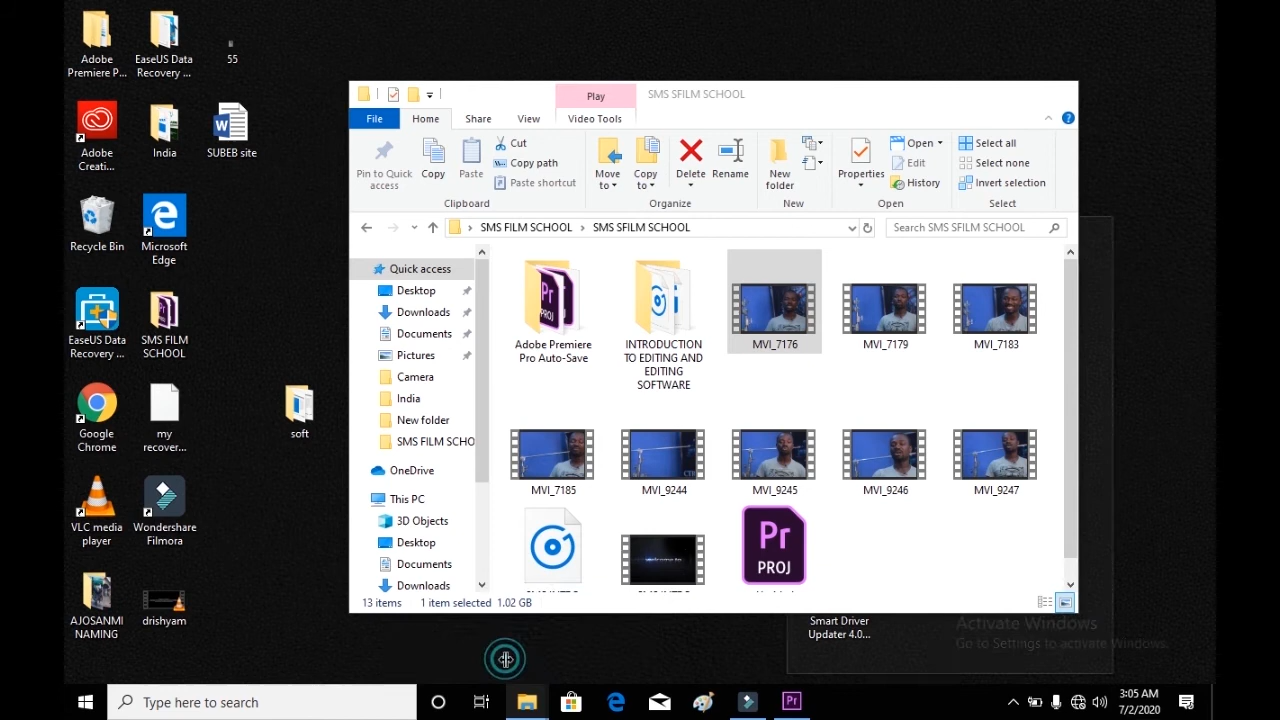 Adobe
Premiere P...
EaseUS Data
Recovery ...
55
Adobe
Creati...
India
SUBEB site
Recycle Bin
Microsoft
Edge
EaseUS Data
Recovery ...
SMS FILM
SCHOOL
Google
Chrome
my
recover...
soft
VLC media
player
Wondershare
Filmora
AJOSANMI
NAMING
drishyam
Play
SMS SFILM SCHOOL
File
Home
Share
View
Video Tools
Pin to Quick
access
Copy
Paste
Cut
Copy path
Paste shortcut
Clipboard
Move
to
Copy
to
Delete
Rename
Organize
New
folder
New
Properties
Open
Edit
History
Open
Select all
Select none
Invert selection
Select
SMS FILM SCHOOL
SMS SFILM SCHOOL
Search SMS SFILM SCHOOL
Quick access
Desktop
Downloads
Documents
Pictures
Camera
India
New folder
SMS FILM SCHO
OneDrive
This PC
3D Objects
Desktop
Documents
Downloads
Pr
PROJ
Adobe Premiere
Pro Auto-Save
INTRODUCTION
TO EDITING AND
EDITING
SOFTWARE
MVI_7176
MVI_7179
MVI_7183
MVI_7185
MVI_9244
MVI_9245
MVI_9246
MVI_9247
Pr
PROJ
13 items
1 item selected 1.02 GB
Smart Driver
Updater 4.0...
Activate Windows
Go to Settings to activate Windows.
Type here to search
Pr
3:05 AM
7/2/2020